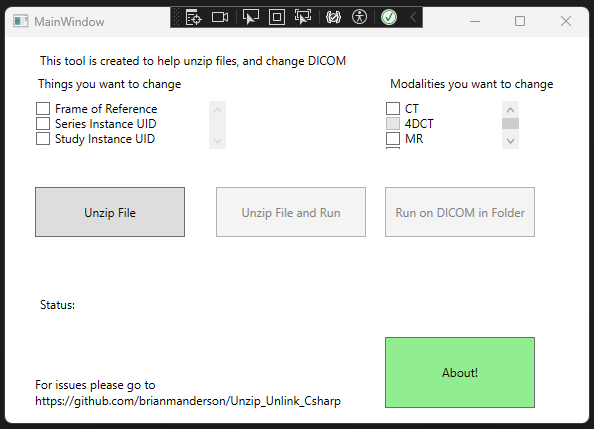 MainWindow
This tool is created to help unzip files, and change DICOM
Things you want to change
Modalities you want to change
Frame of Reference
Series Instance UID
Study Instance UID
CT
4DCT
MR
Unzip File
Unzip File and Run
Run on DICOM in Folder
Status:
About!
For issues please go to
https://github.com/brianmanderson/Unzip_Unlink_Csharp